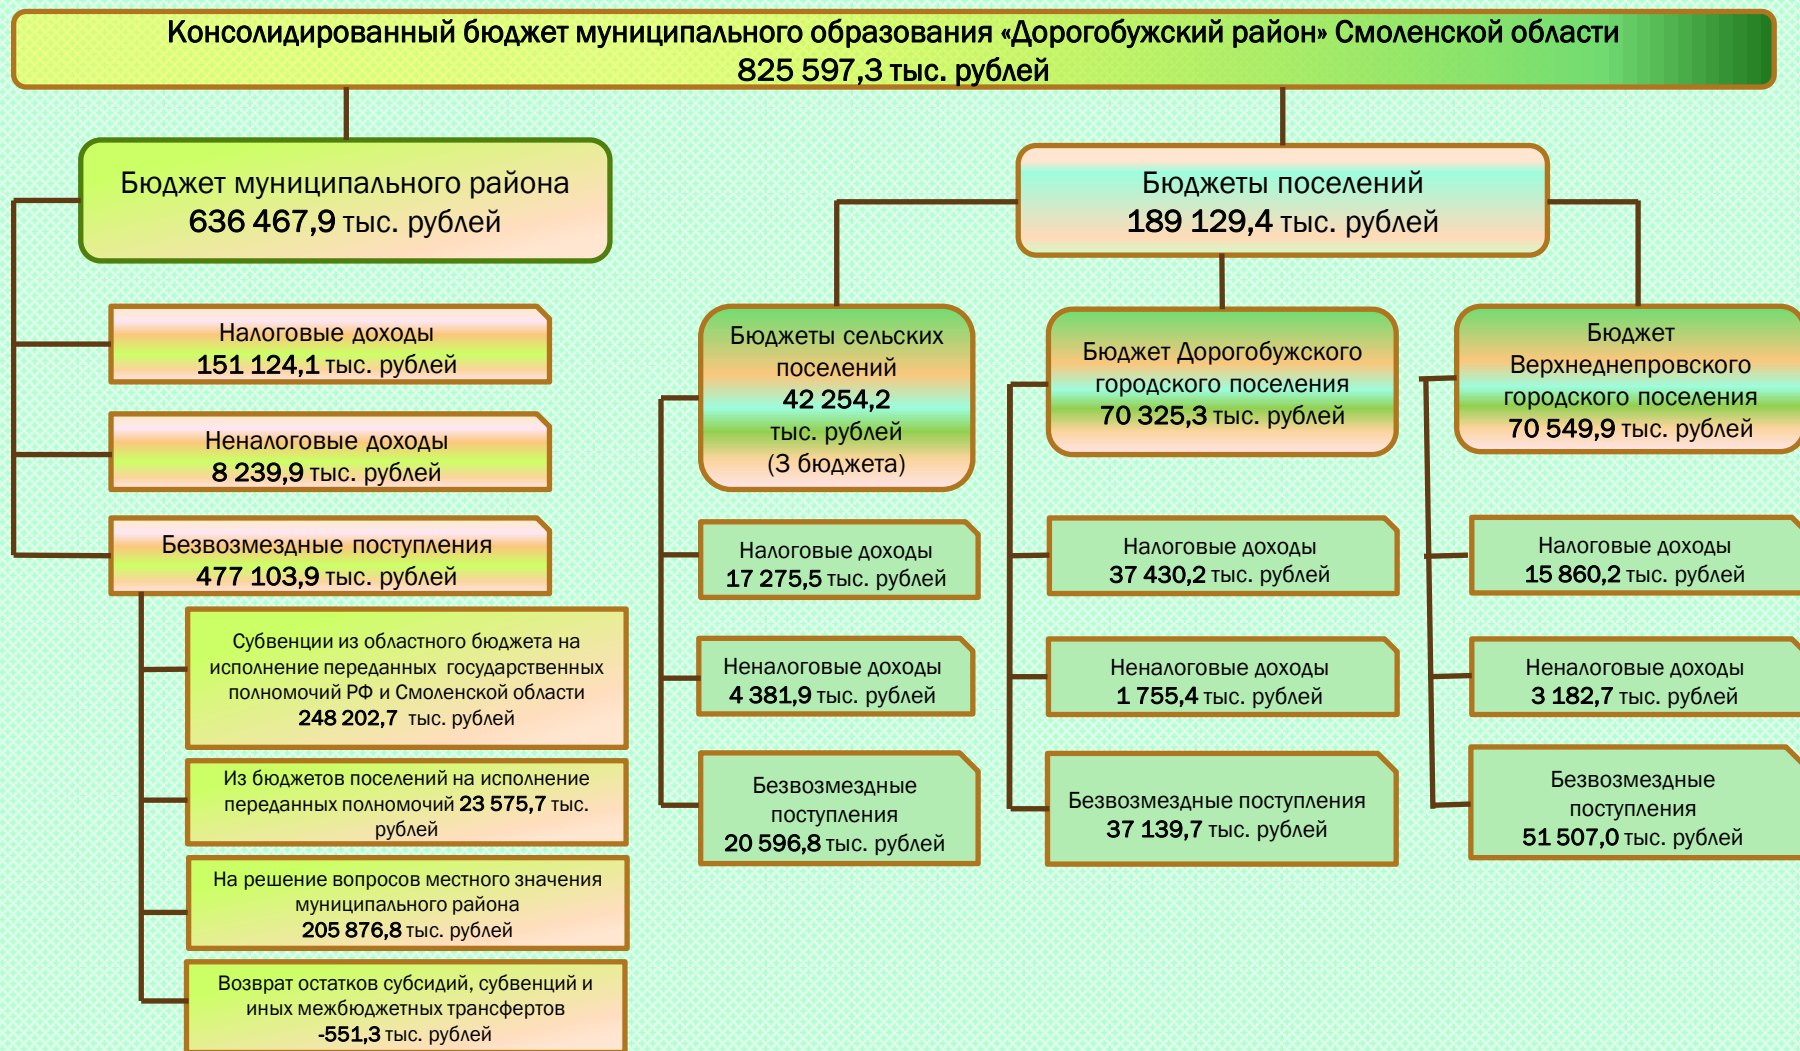 Консолидированный бюджет муниципального образования «Дорогобужский район» Смоленской области
825 597,3 тыс. рублей
Бюджет муниципального района
636 467,9 тыс. рублей
Бюджеты поселений
189 129,4 тыс. рублей
Налоговые доходы
151 124,1 тыс. рублей
Неналоговые доходы
8 239,9 тыс. рублей
Безвозмездные поступления
477 103,9 тыс. рублей
Субвенции из областного бюджета на
исполнение переданных государственных
полномочий РФ и Смоленской области
248 202,7 тыс. рублей
Из бюджетов поселений на исполнение
переданных полномочий 23 575,7 тыс.
рублей
На решение вопросов местного значения
муниципального района
205 876,8 тыс. рублей
Возврат остатков субсидий, субвенций и
иных межбюджетных трансфертов
-551,3 тыс. рублей
Бюджеты сельских
поселений
42 254,2
тыс. рублей
(3 бюджета)
Налоговые доходы
17 275,5 тыс. рублей
Неналоговые доходы
4 381,9 тыс. рублей
Безвозмездные
поступления
20 596,8 тыс. рублей
Бюджет Дорогобужского
городского поселения
70 325,3 тыс. рублей
Налоговые доходы
37 430,2 тыс. рублей
Неналоговые доходы
1 755,4 тыс. рублей
Безвозмездные поступления
37 139,7 тыс. рублей
Бюджет
Верхнеднепровского
городского поселения
70 549,9 тыс. рублей
Налоговые доходы
15 860,2 тыс. рублей
Неналоговые доходы
3 182,7 тыс. рублей
Безвозмездные
поступления
51 507,0 тыс. рублей